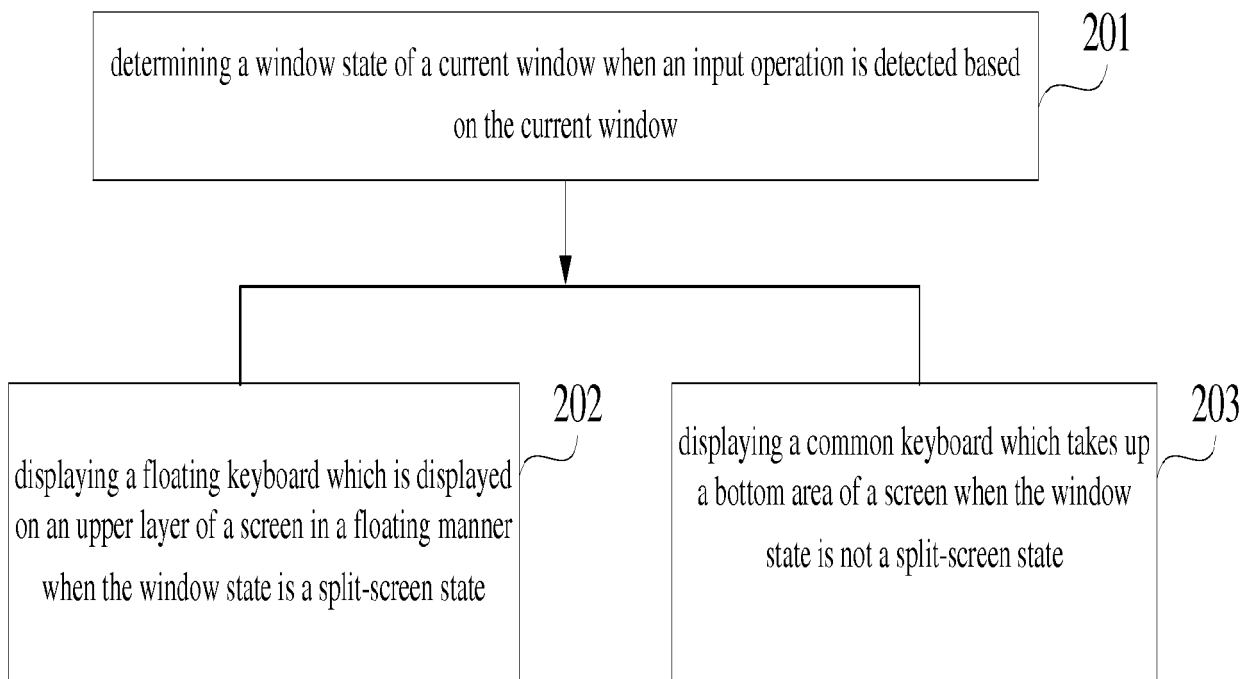 201
determining a window state of a current window when an input operation is detected based
on the current window
202
displaying a floating keyboard which is displayed
on an upper layer of a screen in a floating manner
when the window state is a split-screen state
203
displaying a common keyboard which takes up
a bottom area of a screen when the window
state is not a split-screen state